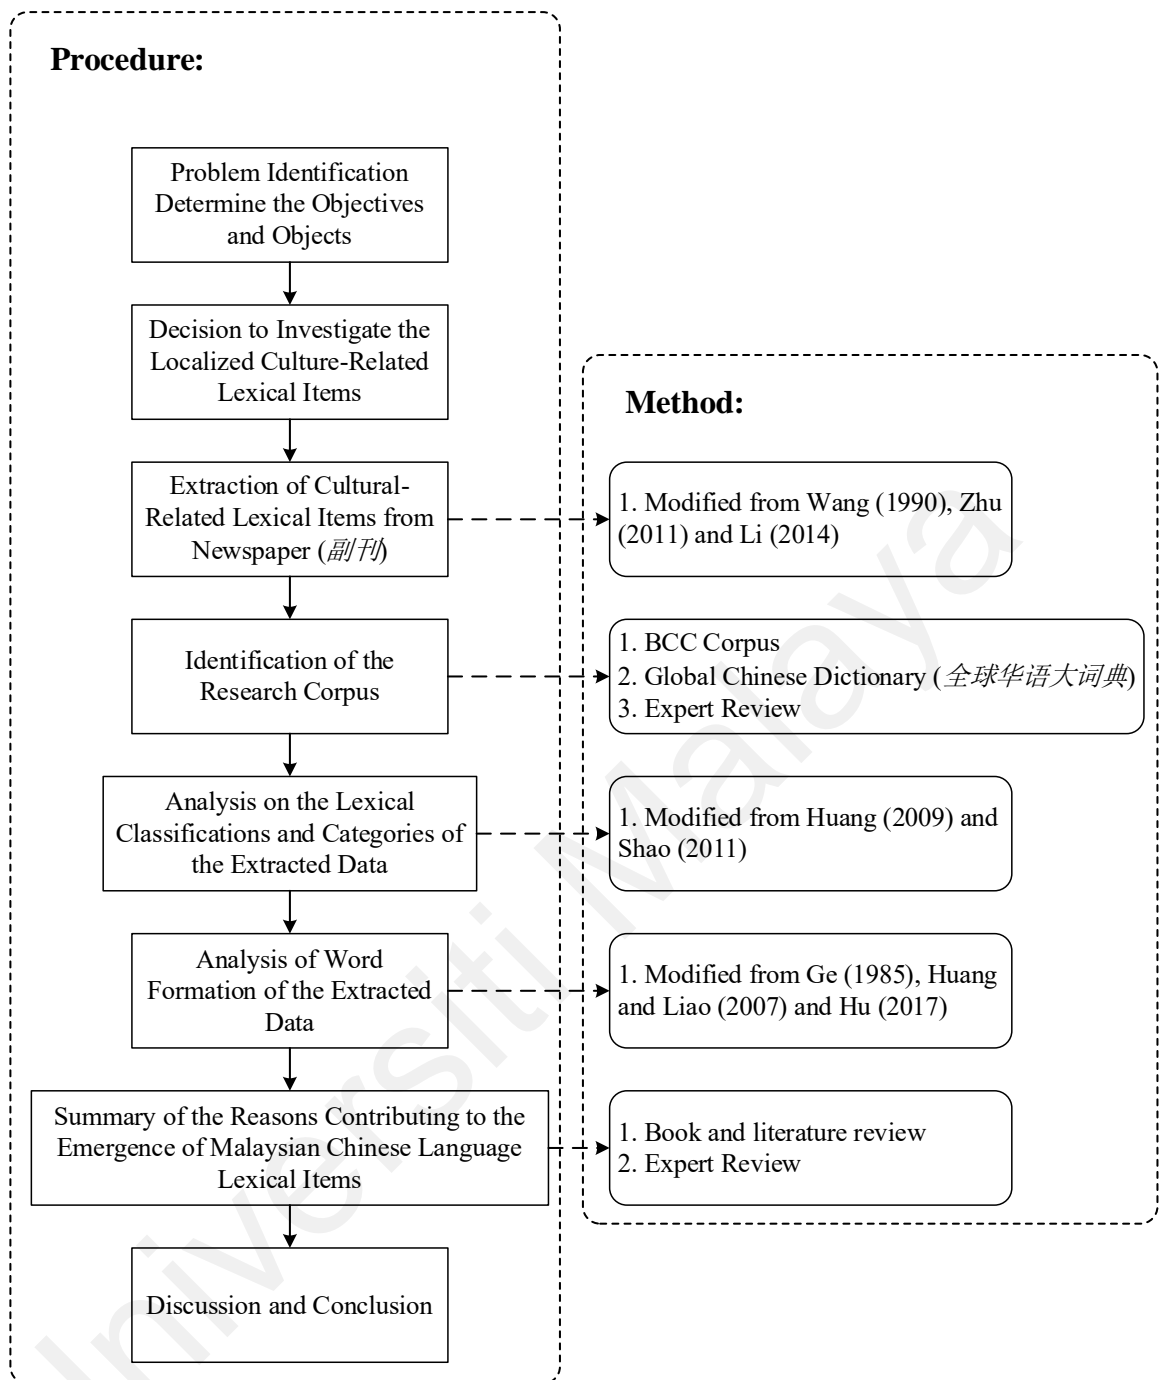 Procedure:
Problem Identification
Determine the Objectives
and Objects
Decision to Investigate the
Localized Culture-Related
Lexical Items
Extraction of Cultural-
Related Lexical Items from
Newspaper (副刊)
Identification of the
Research Corpus
Analysis on the Lexical
Classifications and Categories of
the Extracted Data
Analysis of Word
Formation of the Extracted
Data
Summary of the Reasons Contributing to the
Emergence of Malaysian Chinese Language
Lexical Items
Discussion and Conclusion
Method:
1. Modified from Wang (1990), Zhu
(2011) and Li (2014)
1. BCC Corpus
2. Global Chinese Dictionary (全球华语大词典)
3. Expert Review
1. Modified from Huang (2009) and
Shao (2011)
1. Modified from Ge (1985), Huang
and Liao (2007) and Hu (2017)
1. Book and literature review
2. Expert Review
Universiti Malaya